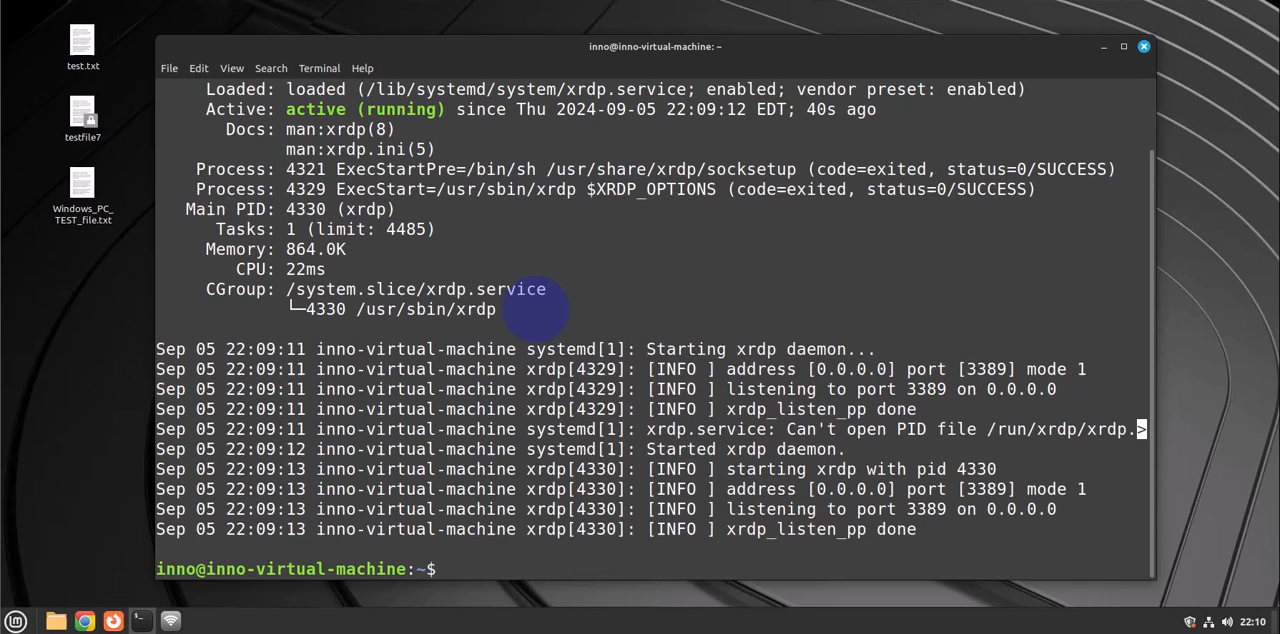 test.txt
testfile7
Windows_PC_
TEST_file.txt
inno@inno-virtual-machine: ~
File Edit View Search Terminal Help
Loaded: loaded (/lib/systemd/system/xrdp.service; enabled; vendor preset: enabled)
Active: active (running) since Thu 2024-09-05 22:09:12 EDT; 40s ago
Docs: man:xrdp(8)
man:xrdp.ini(5)
Process: 4321 ExecStartPre=/bin/sh /usr/share/xrdp/socksetup (code=exited, status=0/SUCCESS)
Process: 4329 ExecStart=/usr/sbin/xrdp $XRDP_OPTIONS (code=exited, status=0/SUCCESS)
Main PID: 4330 (xrdp)
Tasks: 1 (limit: 4485)
Memory: 864.0K
CPU: 22ms
CGroup: /system.slice/xrdp.service
└─4330 /usr/sbin/xrdp
Sep 05 22:09:11 inno-virtual-machine systemd[1]: Starting xrdp daemon...
Sep 05 22:09:11 inno-virtual-machine xrdp[4329]: [INFO ] address [0.0.0.0] port [3389] mode 1
Sep 05 22:09:11 inno-virtual-machine xrdp[4329]: [INFO ] listening to port 3389 on 0.0.0.0
Sep 05 22:09:11 inno-virtual-machine xrdp[4329]: [INFO ] xrdp_listen_pp done
Sep 05 22:09:11 inno-virtual-machine systemd[1]: xrdp.service: Can't open PID file /run/xrdp/xrdp.>
Sep 05 22:09:12 inno-virtual-machine systemd[1]: Started xrdp daemon.
Sep 05 22:09:13 inno-virtual-machine xrdp[4330]: [INFO ] starting xrdp with pid 4330
Sep 05 22:09:13 inno-virtual-machine xrdp[4330]: [INFO ] address [0.0.0.0] port [3389] mode 1
Sep 05 22:09:13 inno-virtual-machine xrdp[4330]: [INFO ] listening to port 3389 on 0.0.0.0
Sep 05 22:09:13 inno-virtual-machine xrdp[4330]: [INFO ] xrdp_listen_pp done
inno@inno-virtual-machine:~$
22:10